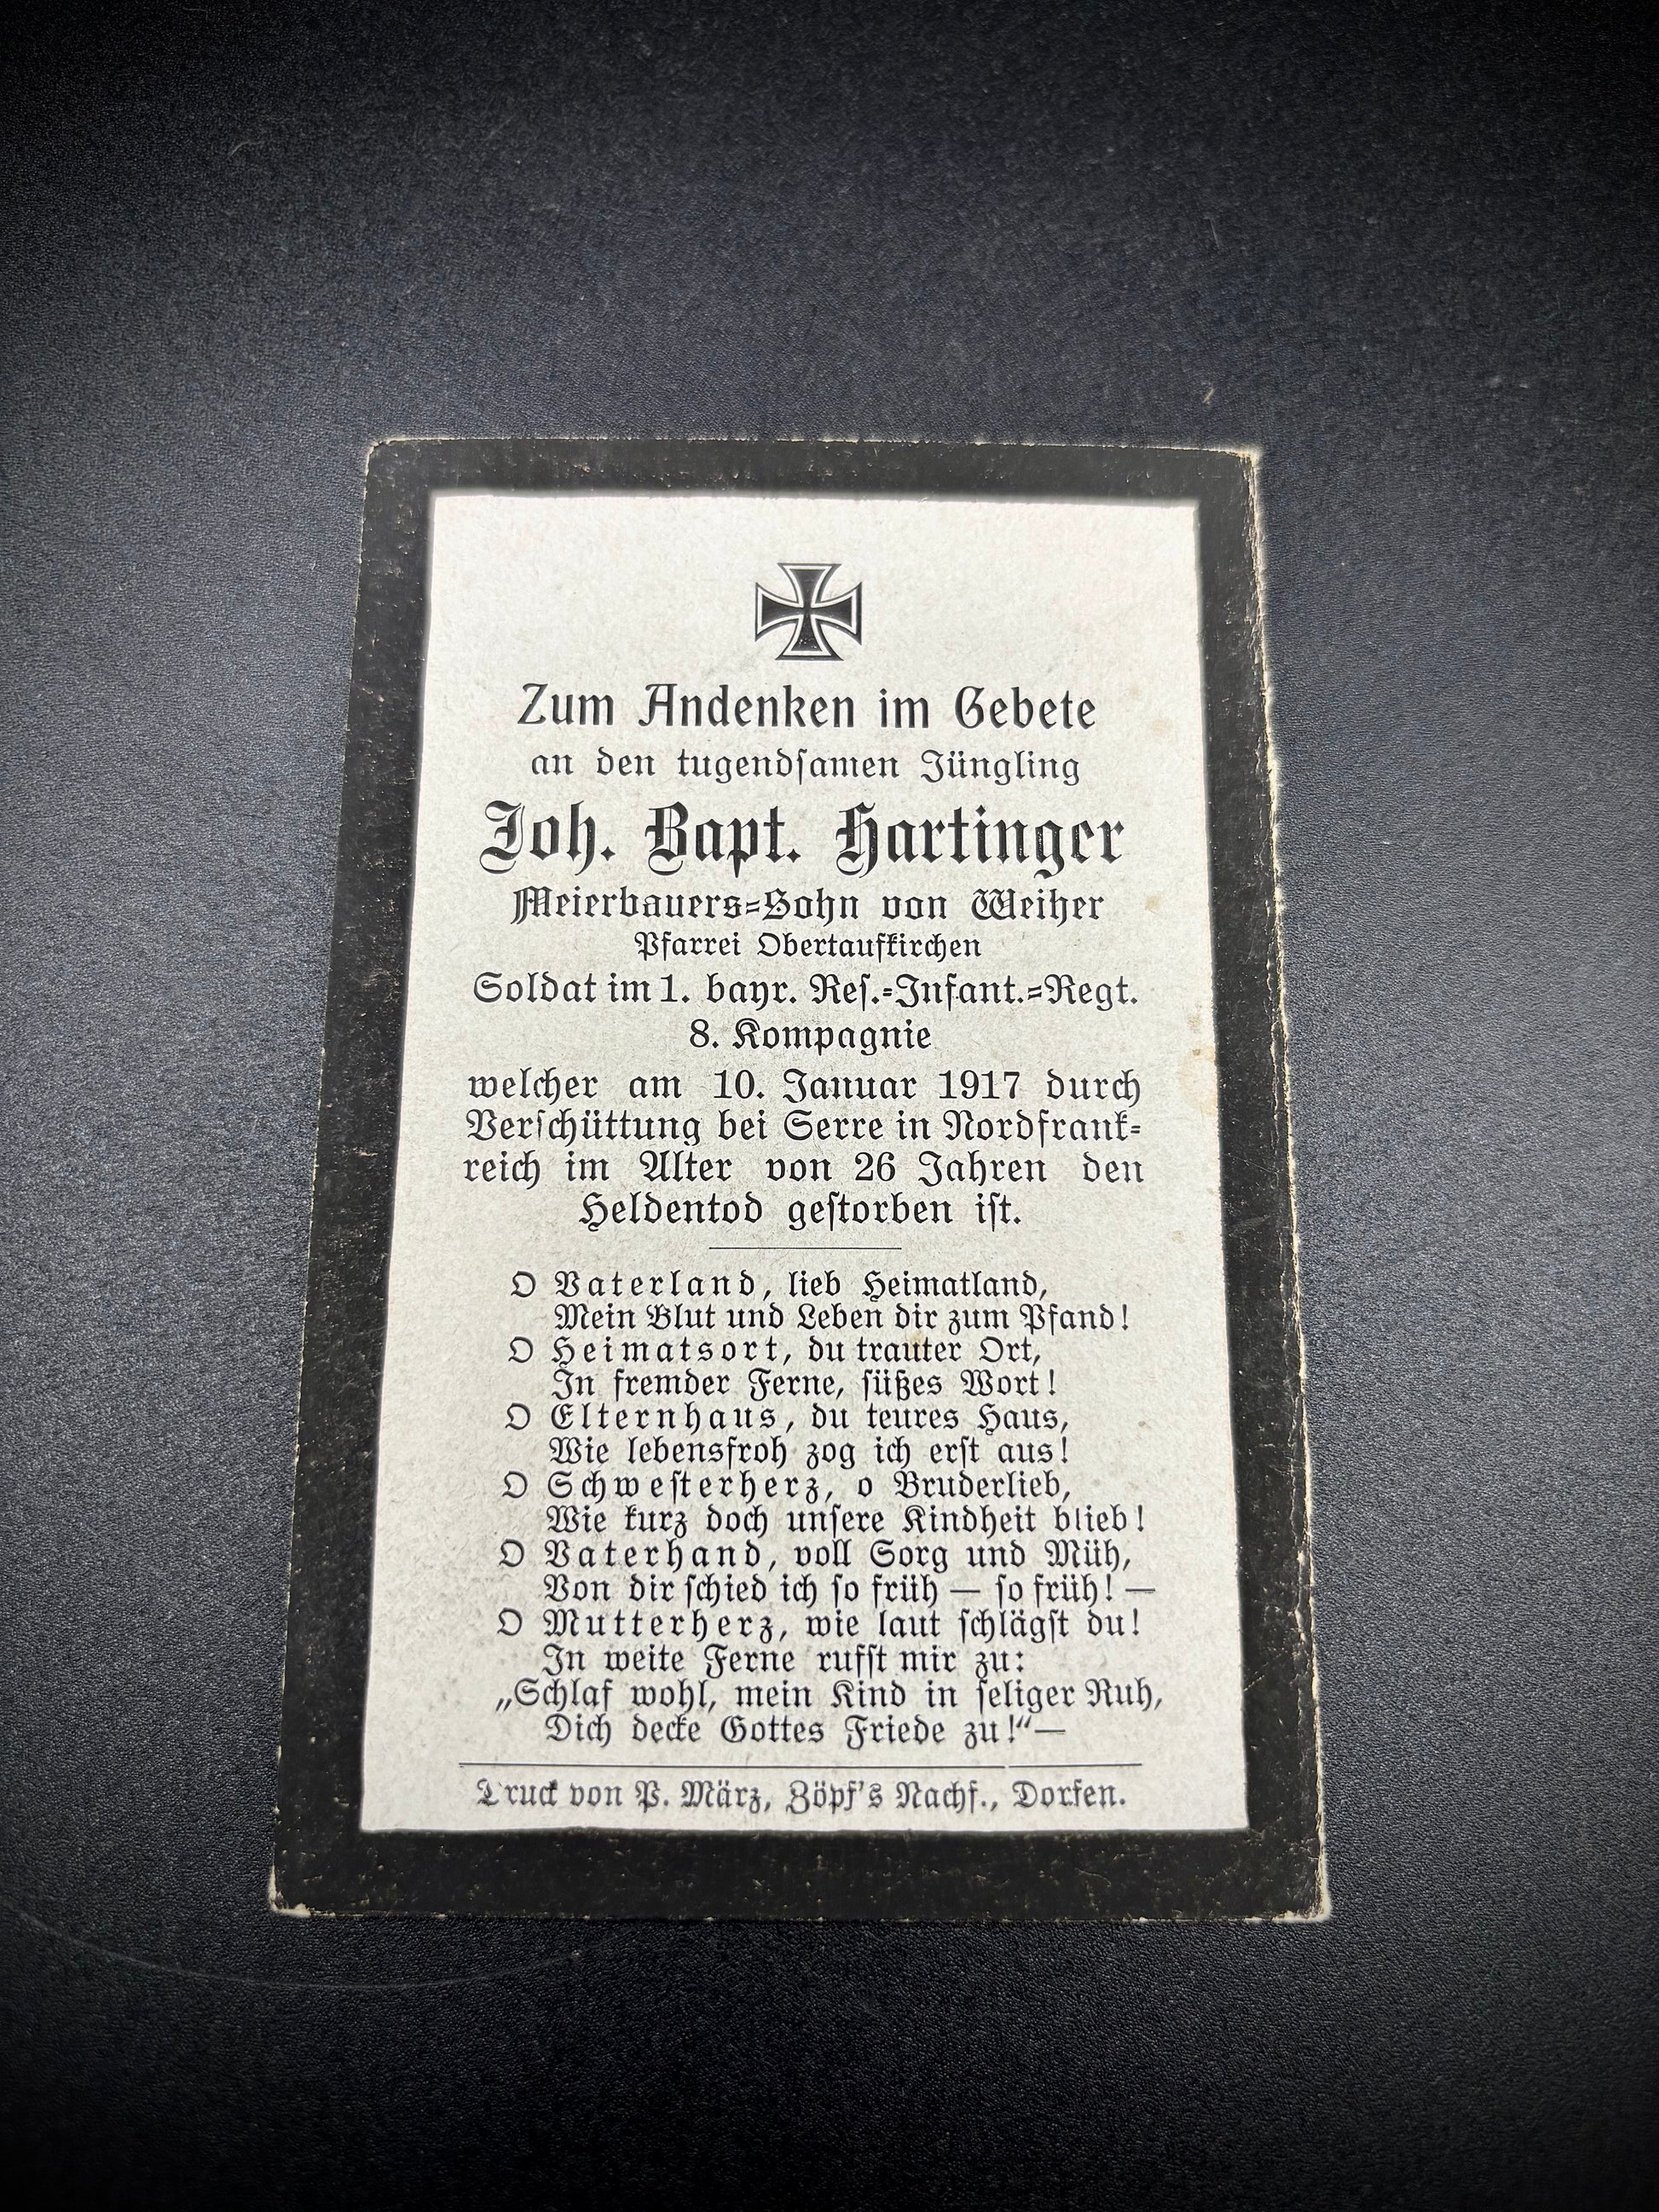 Zum Andenken im Gebete
an den tugendſamen Jüngling
Joh. Bapt. Hartinger
Meierbauers=Sohn von Weiher
Pfarrei Obertaufkirchen
Soldat im 1. bayr. Reſ.=Infant.=Regt.
8. Kompagnie
welcher am 10. Januar 1917 durch
Verſchüttung bei Serre in Nordfrank=
reich im Alter von 26 Jahren den
Heldentod geſtorben iſt.
O Vaterland, lieb Heimatland,
Mein Blut und Leben dir zum Pfand!
O Heimatsort, du trauter Ort,
In fremder Ferne, ſüßes Wort!
O Elternhaus, du teures Haus,
Wie lebensfroh zog ich erſt aus!
O Schweſterherz, o Bruderlieb,
Wie kurz doch unſere Kindheit blieb!
O Vaterhand, voll Sorg und Müh,
Von dir ſchied ich ſo früh — ſo früh! —
O Mutterherz, wie laut ſchlägſt du!
In weite Ferne rufſt mir zu:
„Schlaf wohl, mein Kind in ſeliger Ruh,
Dich decke Gottes Friede zu!“—
Druck von P. März, Zöpf's Nachf., Dorfen.